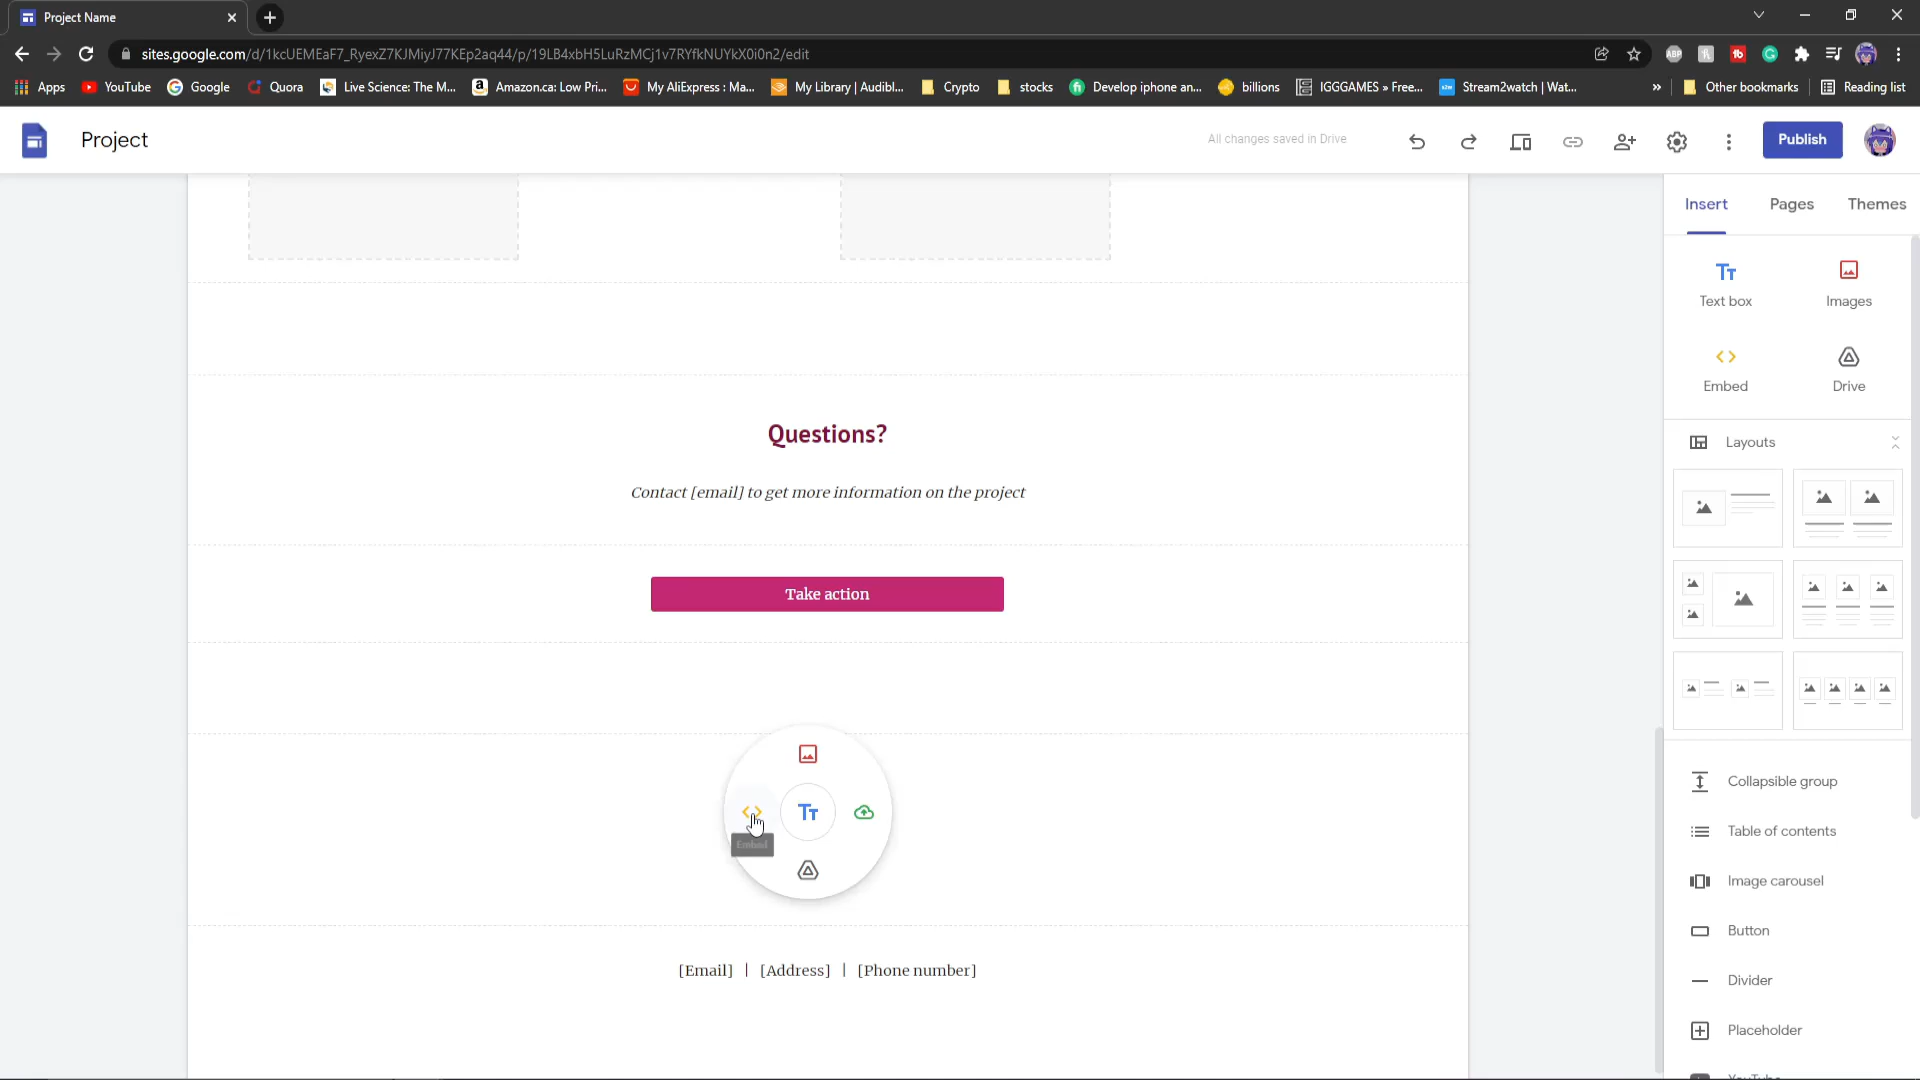 Project Name
sites.google.com/d/1kcUEMEaF7_RyexZ7KJMiyJ77KEp2aq44/p/19LB4xbH5LuRzMCj1v7RYfkNUYkX0i0n2/edit
Apps YouTube Google Quora Live Science: The M... Amazon.ca: Low Pri... My AliExpress : Ma... My Library | Audibl... Crypto stocks Develop iphone an... billions IGGGAMES » Free... Stream2watch | Wat... » Other bookmarks Reading list
Project
All changes saved in Drive
Publish
Insert Pages Themes
Text box Images
Embed Drive
Layouts
Questions?
Contact [email] to get more information on the project
Take action
Embed
[Email] | [Address] | [Phone number]
Collapsible group
Table of contents
Image carousel
Button
Divider
Placeholder
YouTube